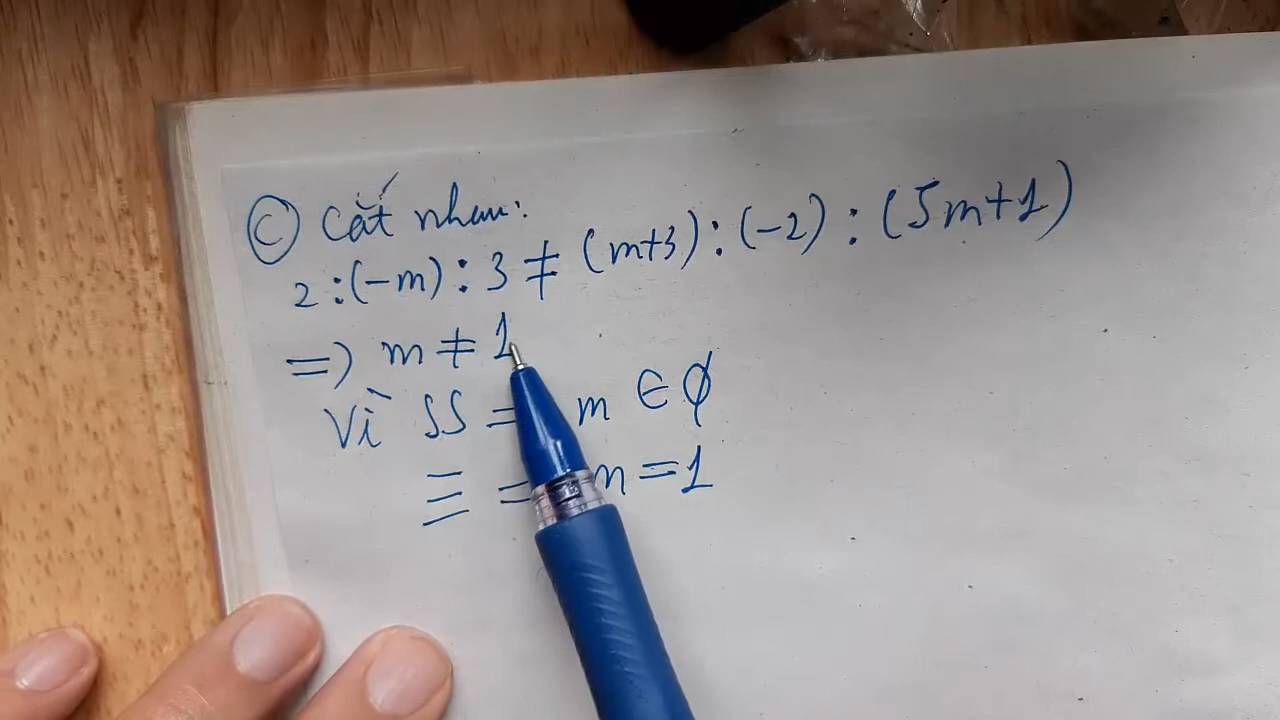 Ⓒ Cắt nhau:
2:(-m):3 ≠ (m+3):(-2):(5m+1)
=) m ≠ 1
Vì SS = m ∈ ∅
≡ = m = 1